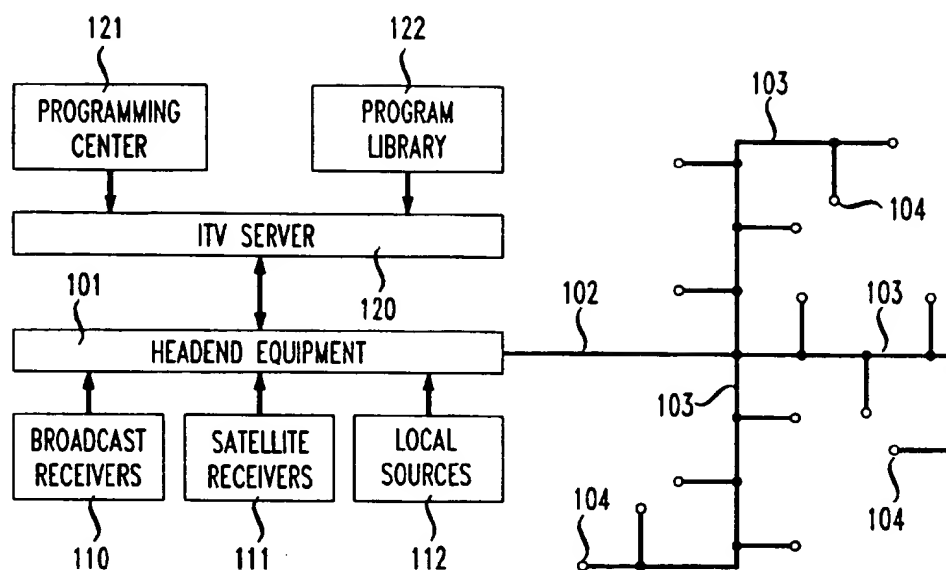 121
122
PROGRAMMING
CENTER
PROGRAM
LIBRARY
103
104
ITV SERVER
101
120
102
103
HEADEND EQUIPMENT
103
BROADCAST
RECEIVERS
SATELLITE
RECEIVERS
LOCAL
SOURCES
104
104
110
111
112